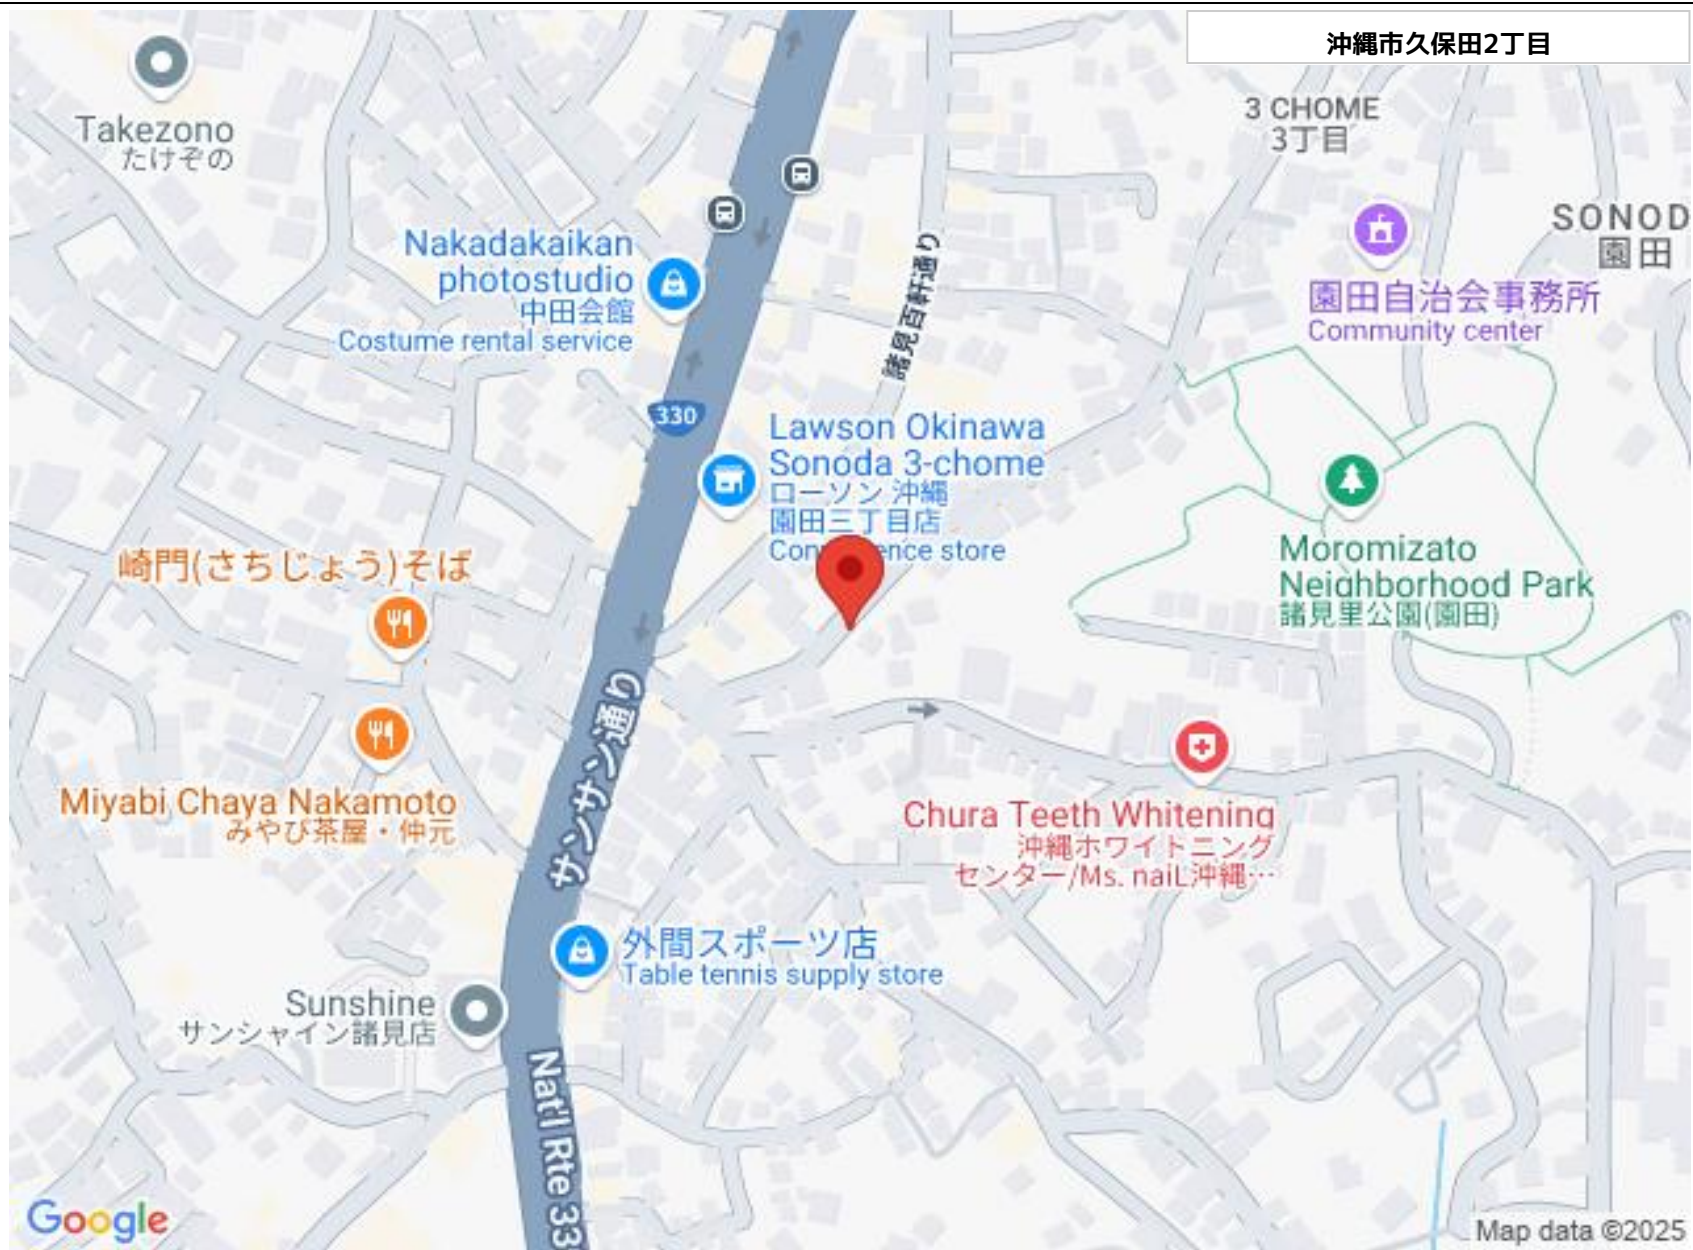 沖縄市久保田2丁目
Takezono
たけぞの
3 CHOME
3丁目
SONOD
園田
園田自治会事務所
Community center
Nakadakaikan
photostudio
中田会館
Costume rental service
諸見百軒通り
330
Lawson Okinawa
Sonoda 3-chome
ローソン 沖縄
園田三丁目店
Con ence store
崎門(さちじょう)そば
Moromizato
Neighborhood Park
諸見里公園(園田)
サンサン通り
Miyabi Chaya Nakamoto
みやび茶屋・仲元
Chura Teeth Whitening
沖縄ホワイトニング
センター/Ms. naiL沖縄…
外間スポーツ店
Table tennis supply store
Sunshine
サンシャイン諸見店
Nat'l Rte 33
Google
Map data ©2025